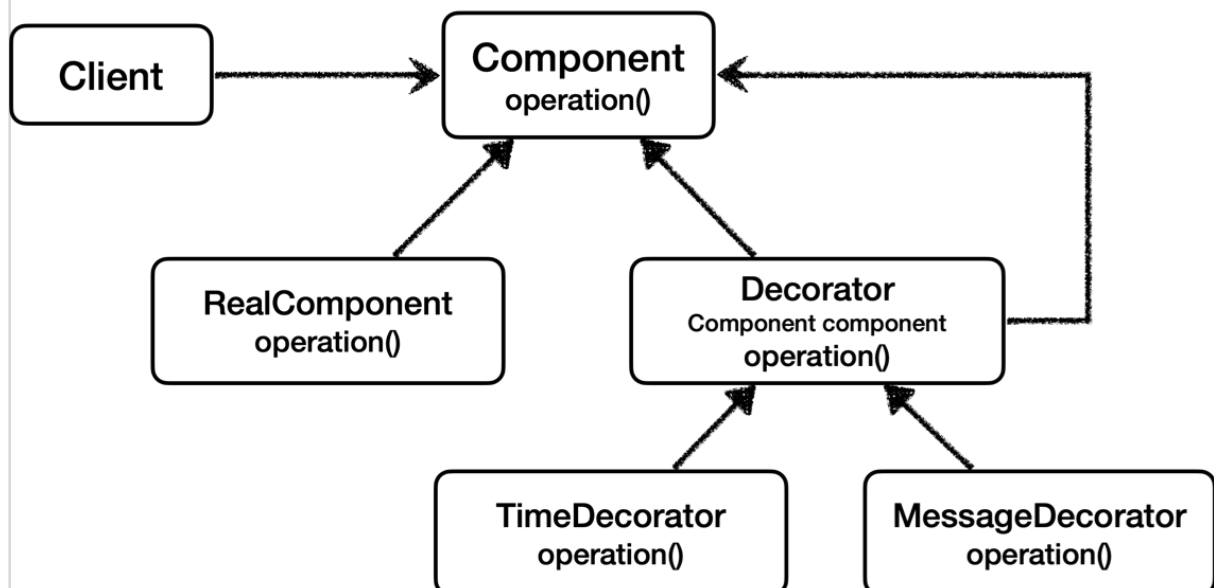 Client
Component
operation()
RealComponent
operation()
Decorator
Component component
operation()
TimeDecorator
operation()
MessageDecorator
operation()